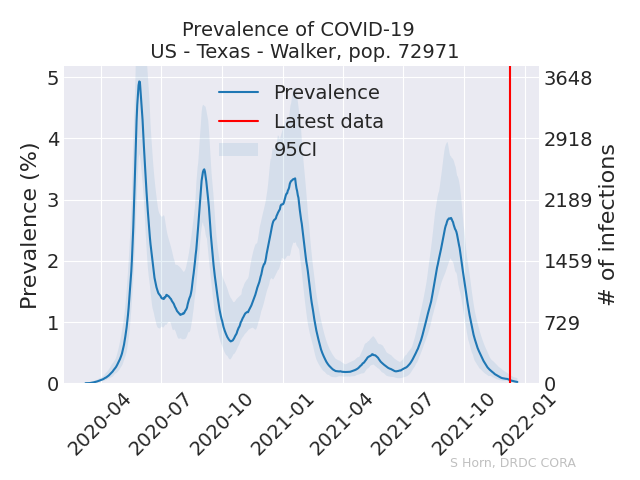 Prevalence of COVID-19
US - Texas - Walker, pop. 72971
Prevalence
Latest data
95CI
Prevalence (%)
5
4
3
2
1
0
3648
2918
2189
1459
729
0
# of infections
2020-04
2020-07
2020-10
2021-01
2021-04
2021-07
2021-10
2022-01
S Horn, DRDC CORA